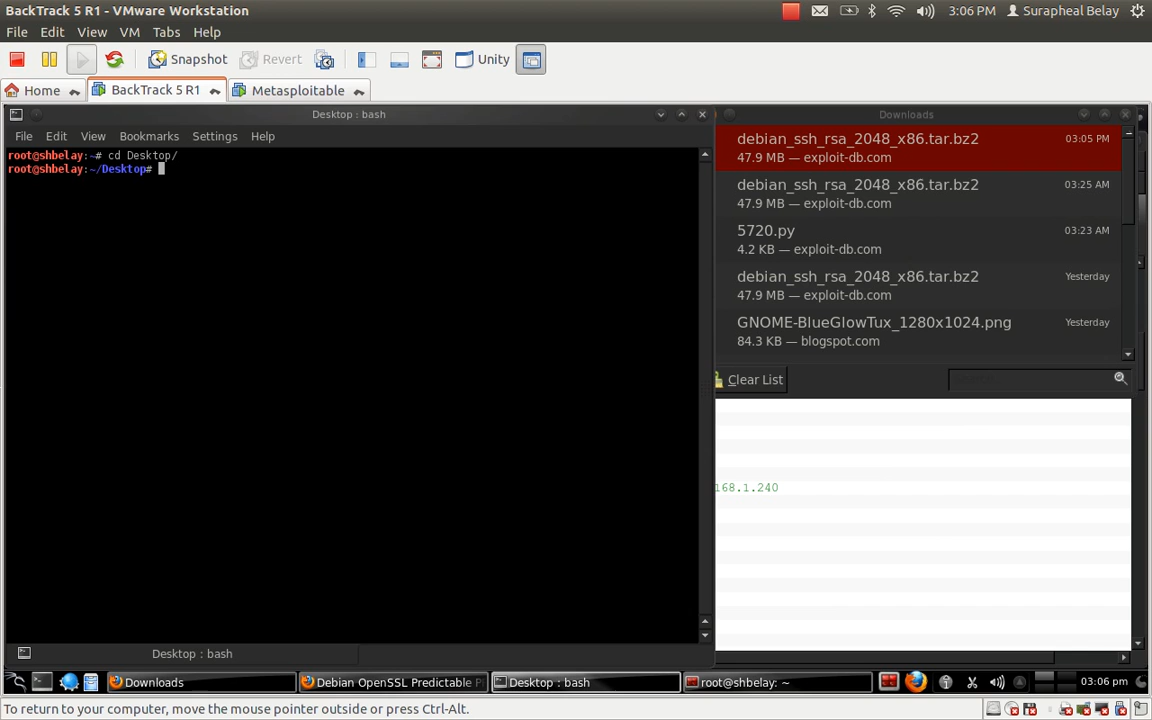 BackTrack 5 R1 - VMware Workstation
3:06 PM
Surapheal Belay
File Edit View VM Tabs Help
Snapshot
Revert
Unity
Home
BackTrack 5 R1
Metasploitable
Desktop : bash
File Edit View Bookmarks Settings Help
root@shbelay:~# cd Desktop/
root@shbelay:~/Desktop#
Desktop : bash
Downloads
debian_ssh_rsa_2048_x86.tar.bz2 03:05 PM
47.9 MB — exploit-db.com
debian_ssh_rsa_2048_x86.tar.bz2 03:25 AM
47.9 MB — exploit-db.com
5720.py 03:23 AM
4.2 KB — exploit-db.com
debian_ssh_rsa_2048_x86.tar.bz2 Yesterday
47.9 MB — exploit-db.com
GNOME-BlueGlowTux_1280x1024.png Yesterday
84.3 KB — blogspot.com
Clear List
168.1.240
Downloads
Debian OpenSSL Predictable P
Desktop : bash
root@shbelay: ~
03:06 pm
To return to your computer, move the mouse pointer outside or press Ctrl-Alt.